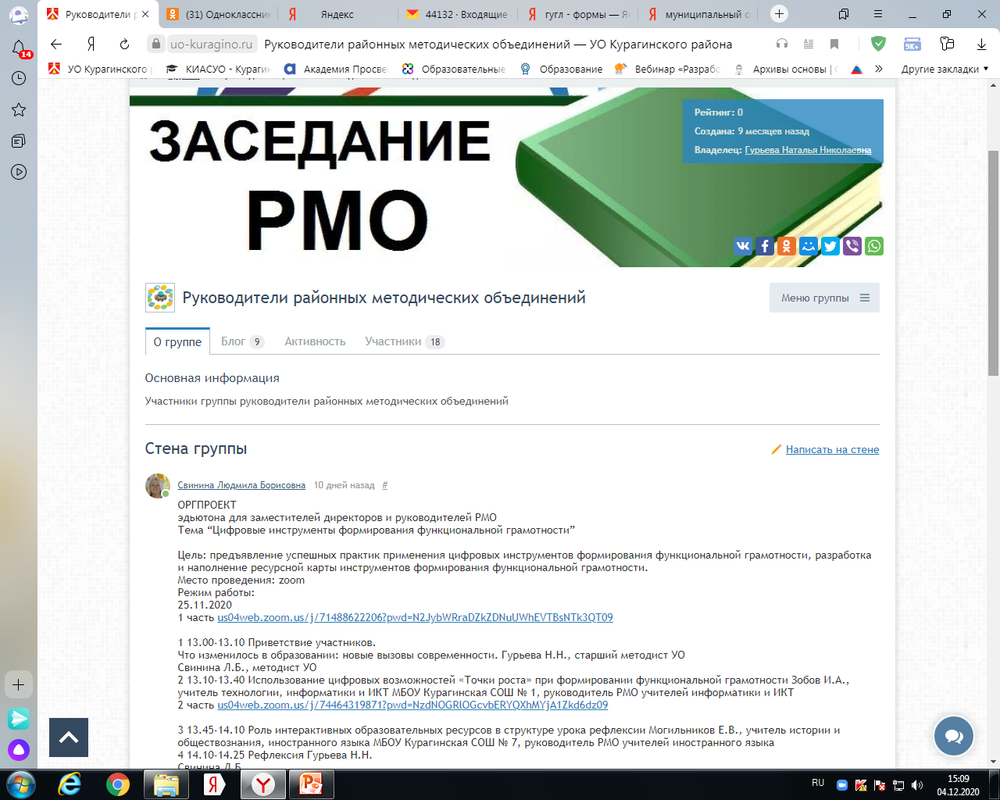 Руководители р
(31) Одноклассник
Яндекс
44132 · Входящие
гугл - формы — Ян
муниципальный с
14
uo-kuragino.ru Руководители районных методических объединений — УО Курагинского района
9K+
УО Курагинского р
КИАСУО - Курагин
Академия Просве
Образовательные
Образование
Вебинар «Разрабо
Архивы основы | С
Другие закладки
ЗАСЕДАНИЕ
РМО
Рейтинг: 0
Создана: 9 месяцев назад
Владелец: Гурьева Наталья Николаевна
Руководители районных методических объединений
Меню группы
О группе Блог 9 Активность Участники 18
Основная информация
Участники группы руководители районных методических объединений
Стена группы
Написать на стене
Свинина Людмила Борисовна 10 дней назад #
ОРГПРОЕКТ
эдьютона для заместителей директоров и руководителей РМО
Тема “Цифровые инструменты формирования функциональной грамотности”
Цель: предъявление успешных практик применения цифровых инструментов формирования функциональной грамотности, разработка
и наполнение ресурсной карты инструментов формирования функциональной грамотности.
Место проведения: zoom
Режим работы:
25.11.2020
1 часть us04web.zoom.us/j/71488622206?pwd=N2JybWRraDZkZDNuUWhEVTBsNTk3QT09
1 13.00-13.10 Приветствие участников.
Что изменилось в образовании: новые вызовы современности. Гурьева Н.Н., старший методист УО
Свинина Л.Б., методист УО
2 13.10-13.40 Использование цифровых возможностей «Точки роста» при формировании функциональной грамотности Зобов И.А.,
учитель технологии, информатики и ИКТ МБОУ Курагинская СОШ № 1, руководитель РМО учителей информатики и ИКТ
2 часть us04web.zoom.us/j/74464319871?pwd=NzdNOGRlOGcvbERYQXhMYjA1Zkd6dz09
3 13.45-14.10 Роль интерактивных образовательных ресурсов в структуре урока рефлексии Могильников Е.В., учитель истории и
обществознания, иностранного языка МБОУ Курагинская СОШ № 7, руководитель РМО учителей иностранного языка
4 14.10-14.25 Рефлексия Гурьева Н.Н.
Свинина Л.Б.
RU
15:09
04.12.2020